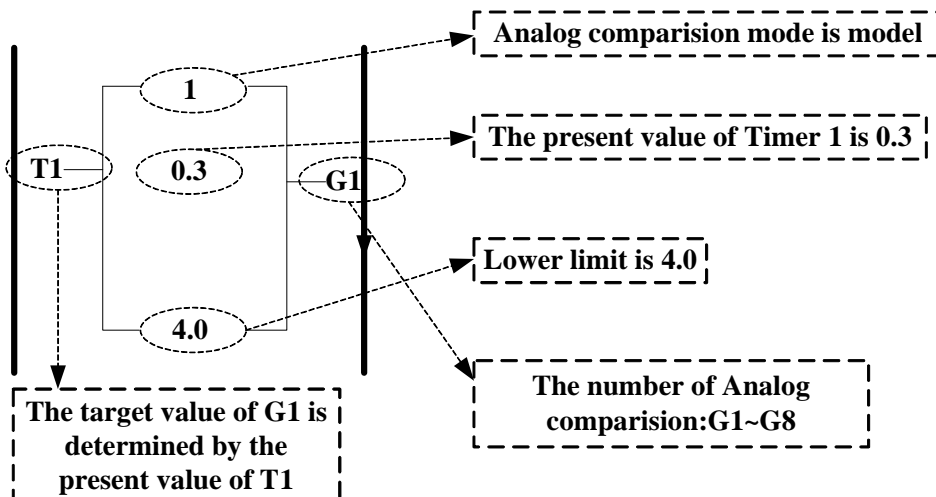 Analog comparision mode is model
1
The present value of Timer 1 is 0.3
T1
0.3
G1
Lower limit is 4.0
4.0
The target value of G1 is
determined by the
present value of T1
The number of Analog
comparision:G1~G8